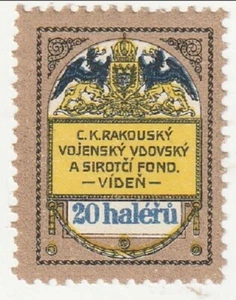 C.K.RAKOUSKÝ
VOJENSKÝ VDOVSKÝ
A SIROTČÍ FOND.
—VÍDEŇ—
20 haléřů